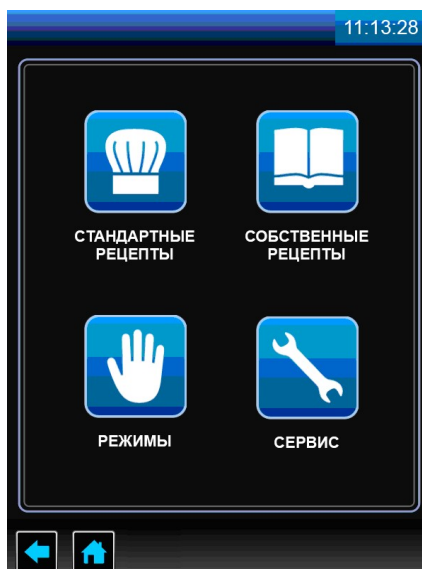 11:13:28
СТАНДАРТНЫЕ
РЕЦЕПТЫ
СОБСТВЕННЫЕ
РЕЦЕПТЫ
РЕЖИМЫ
СЕРВИС